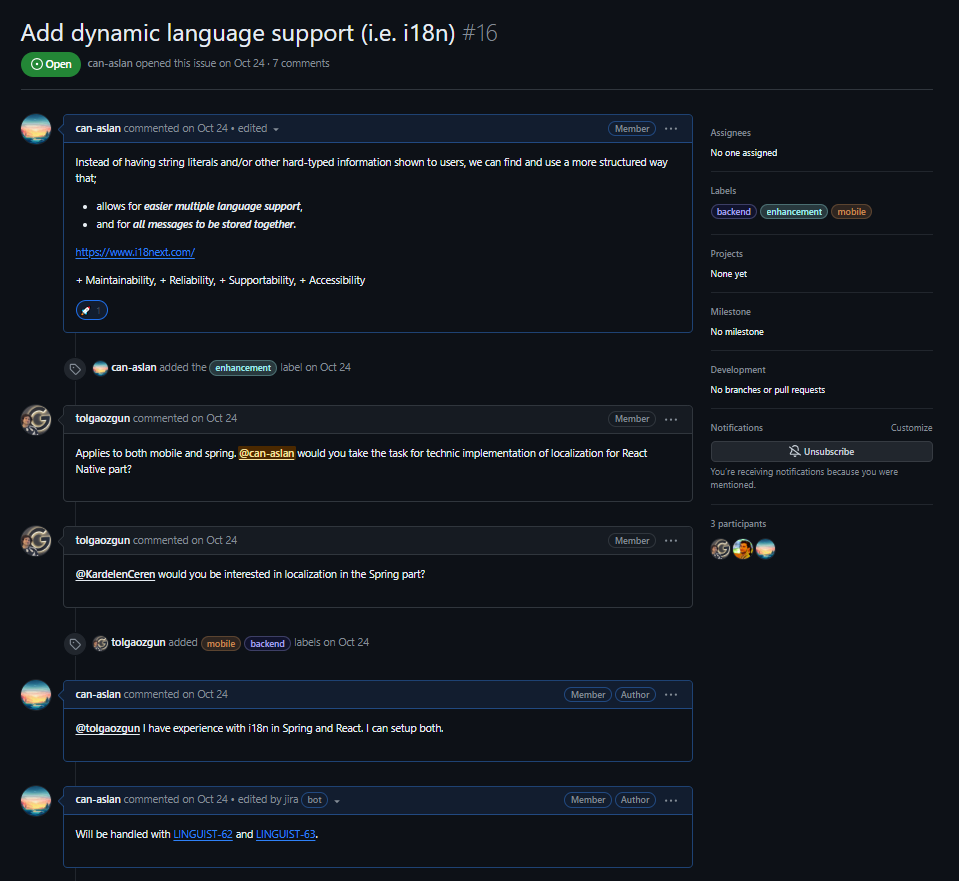 Add dynamic language support (i.e. i18n) #16
Open can-aslan opened this issue on Oct 24 · 7 comments
can-aslan commented on Oct 24 • edited Member
Instead of having string literals and/or other hard-typed information shown to users, we can find and use a more structured way
that;
• allows for easier multiple language support,
• and for all messages to be stored together.
https://www.i18next.com/
+ Maintainability, + Reliability, + Supportability, + Accessibility
1
can-aslan added the enhancement label on Oct 24
tolgaozgun commented on Oct 24 Member
Applies to both mobile and spring. @can-aslan would you take the task for technic implementation of localization for React
Native part?
tolgaozgun commented on Oct 24 Member
@KardelenCeren would you be interested in localization in the Spring part?
tolgaozgun added mobile backend labels on Oct 24
can-aslan commented on Oct 24 Member Author
@tolgaozgun I have experience with i18n in Spring and React. I can setup both.
can-aslan commented on Oct 24 • edited by jira bot Member Author
Will be handled with LINGUIST-62 and LINGUIST-63.
Assignees
No one assigned
Labels
backend enhancement mobile
Projects
None yet
Milestone
No milestone
Development
No branches or pull requests
Notifications Customize
Unsubscribe
You're receiving notifications because you were
mentioned.
3 participants